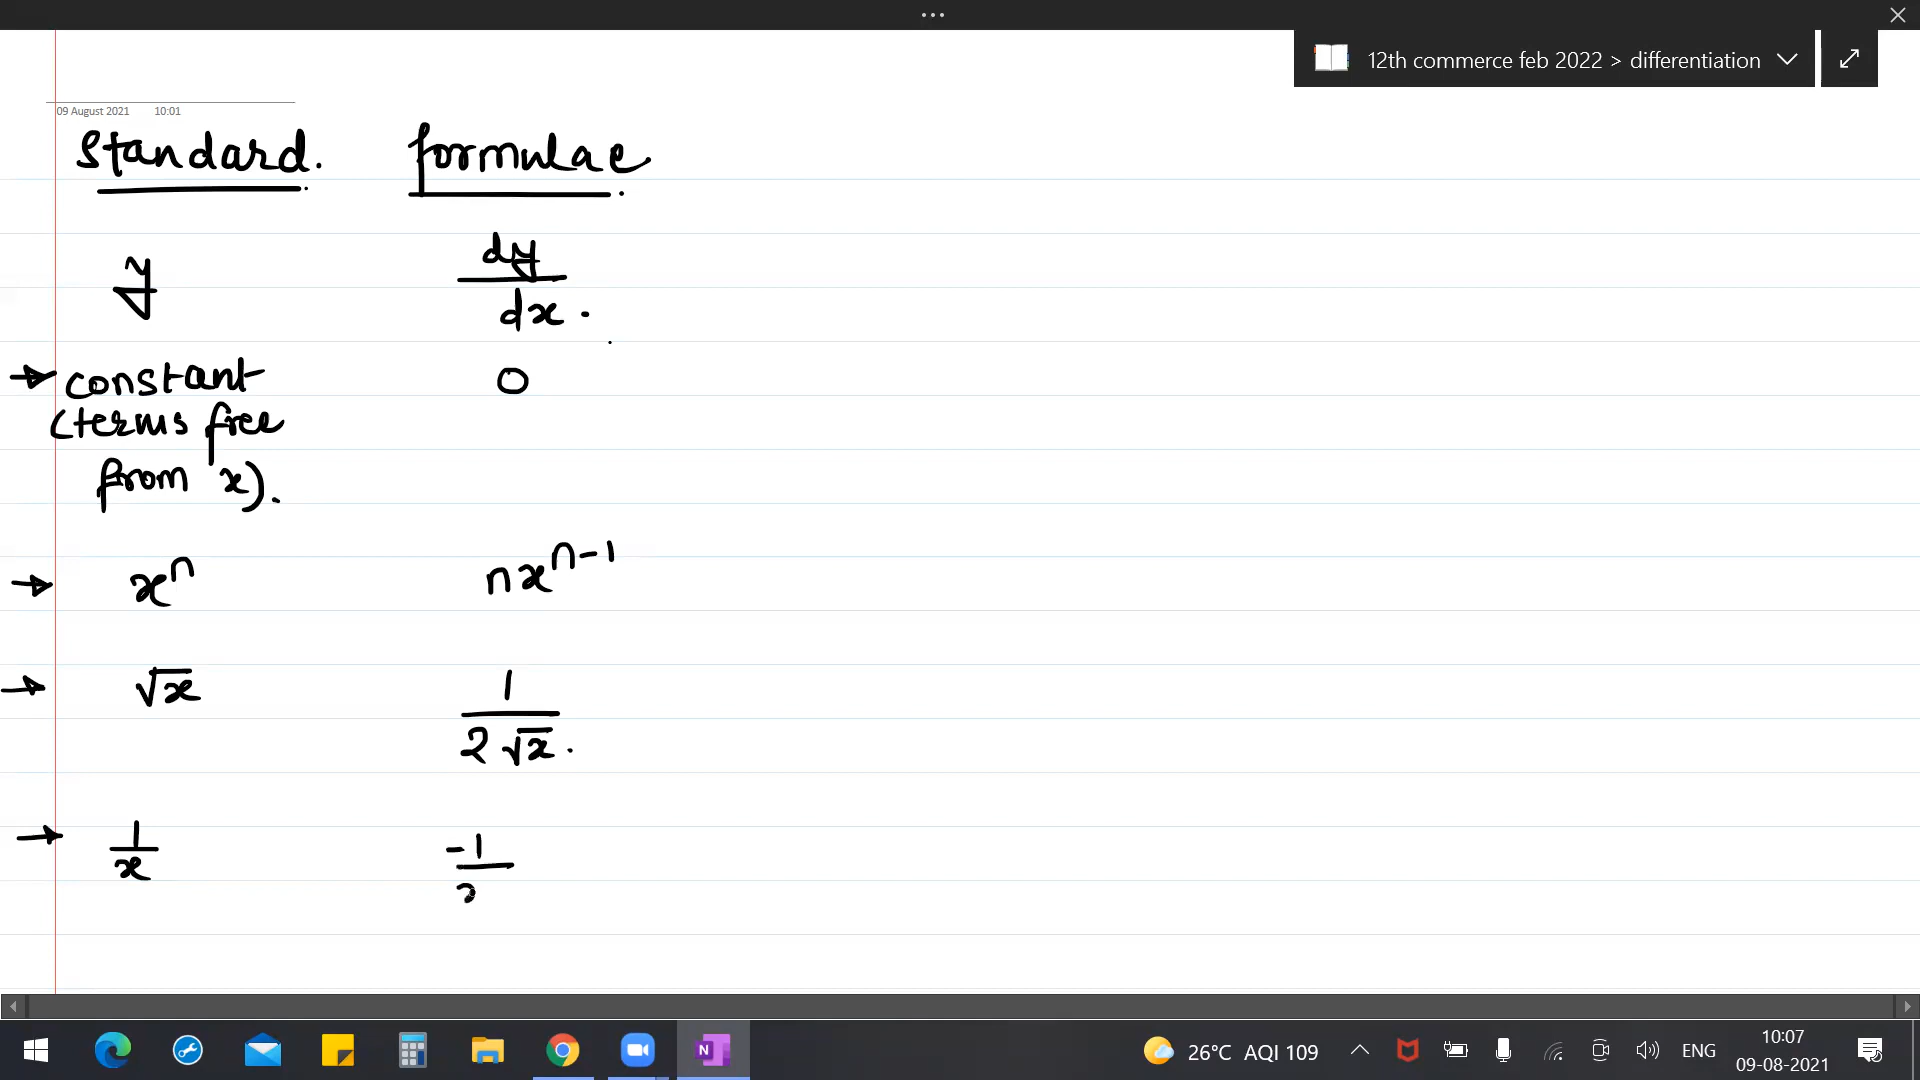 12th commerce feb 2022 > differentiation
09 August 2021 10:01
Standard. formulae.
y dy/dx.
→ constant 0
(terms free
from x).
→ xⁿ nxⁿ⁻¹
→ √x 1/2√x.
→ 1/x -1/
26°C AQI 109 ENG 10:07
09-08-2021